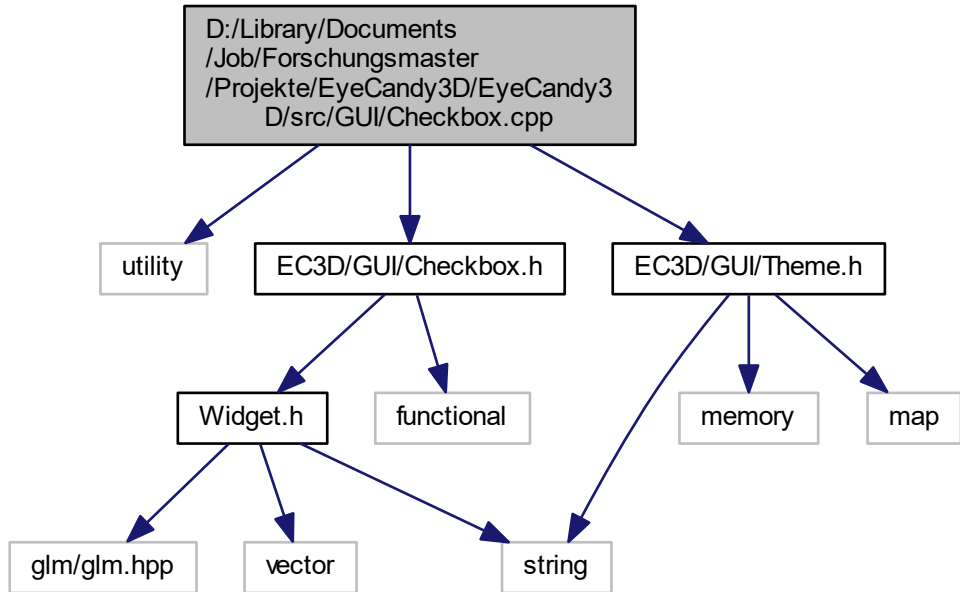 D:/Library/Documents
/Job/Forschungsmaster
/Projekte/EyeCandy3D/EyeCandy3
D/src/GUI/Checkbox.cpp
utility
EC3D/GUI/Checkbox.h
EC3D/GUI/Theme.h
Widget.h
functional
memory
map
glm/glm.hpp
vector
string